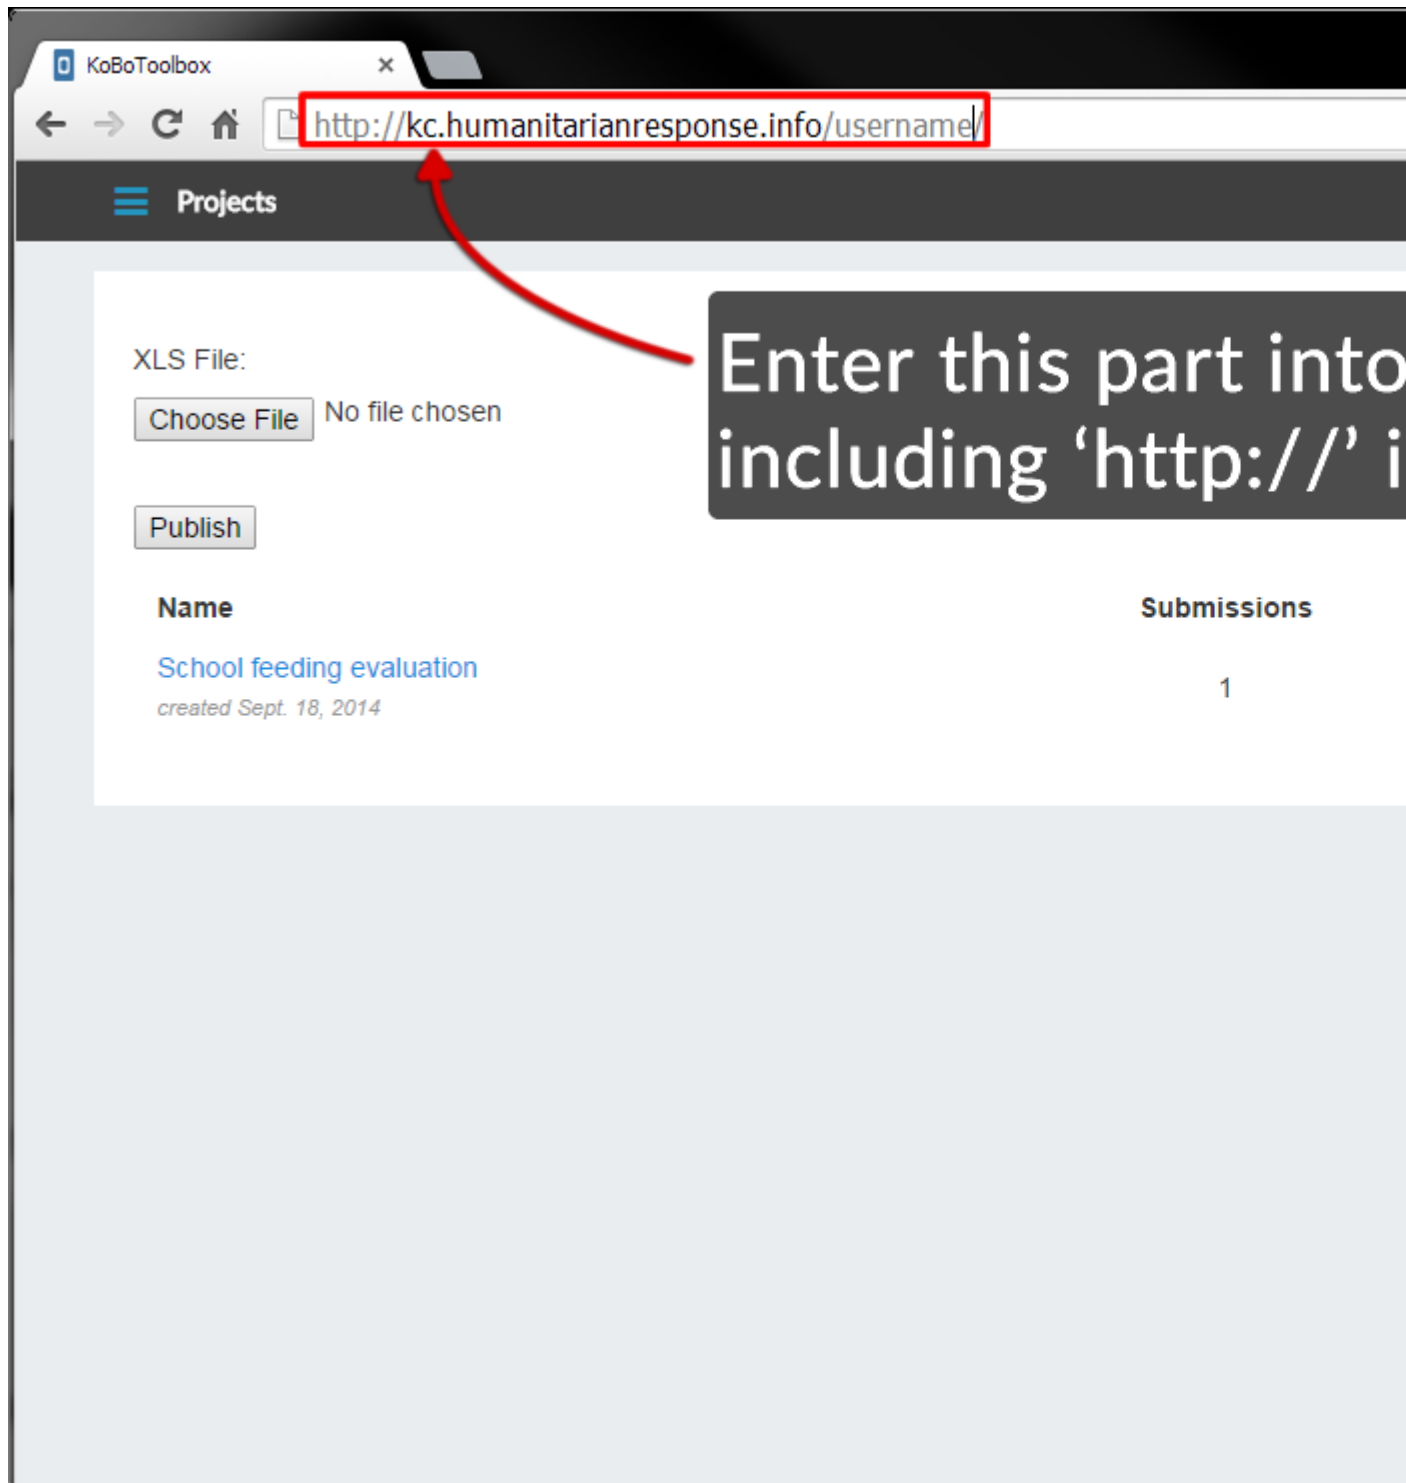 KoBoToolbox
http://kc.humanitarianresponse.info/username/
Projects
Enter this part into
including ‘http://’ i
XLS File:
Choose File No file chosen
Publish
Name Submissions
School feeding evaluation 1
created Sept. 18, 2014